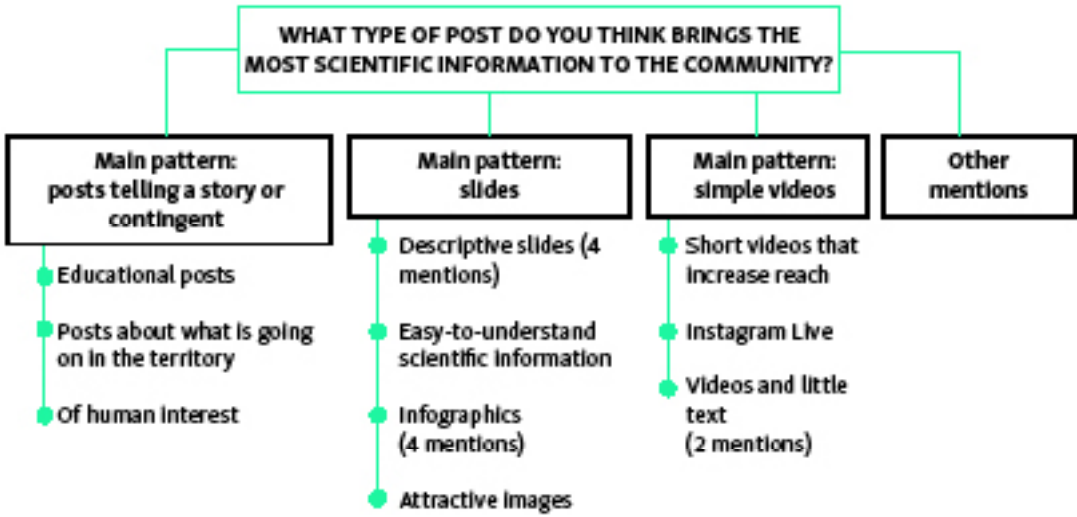 WHAT TYPE OF POST DO YOU THINK BRINGS THE
MOST SCIENTIFIC INFORMATION TO THE COMMUNITY?
Main pattern:
posts telling a story or
contingent
Educational posts
Posts about what is going
on in the territory
Of human interest
Main pattern:
slides
Descriptive slides (4
mentions)
Easy-to-understand
scientific information
Infographics
(4 mentions)
Attractive images
Main pattern:
simple videos
Short videos that
increase reach
Instagram Live
Videos and little
text
(2 mentions)
Other
mentions